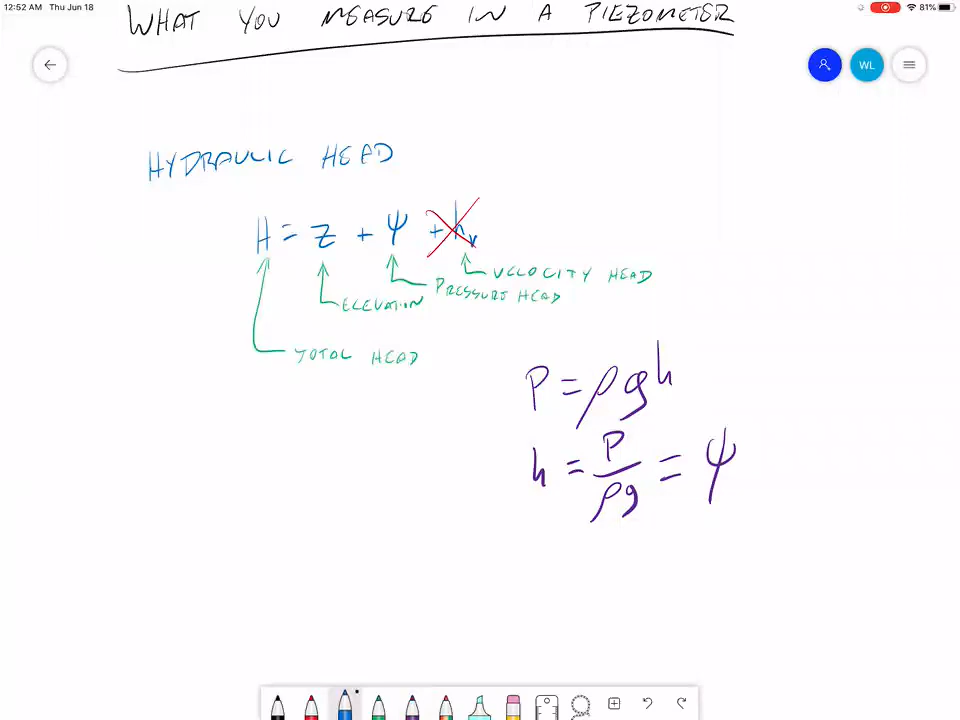 12:52 AM Thu Jun 18
81%
WHAT YOU MEASURE IN A PIEZOMETER
WL
HYDRAULIC HEAD
H = z + ψ + hv
VELOCITY HEAD
PRESSURE HEAD
ELEVATION
TOTAL HEAD
P = ρgh
h = P/ρg = ψ